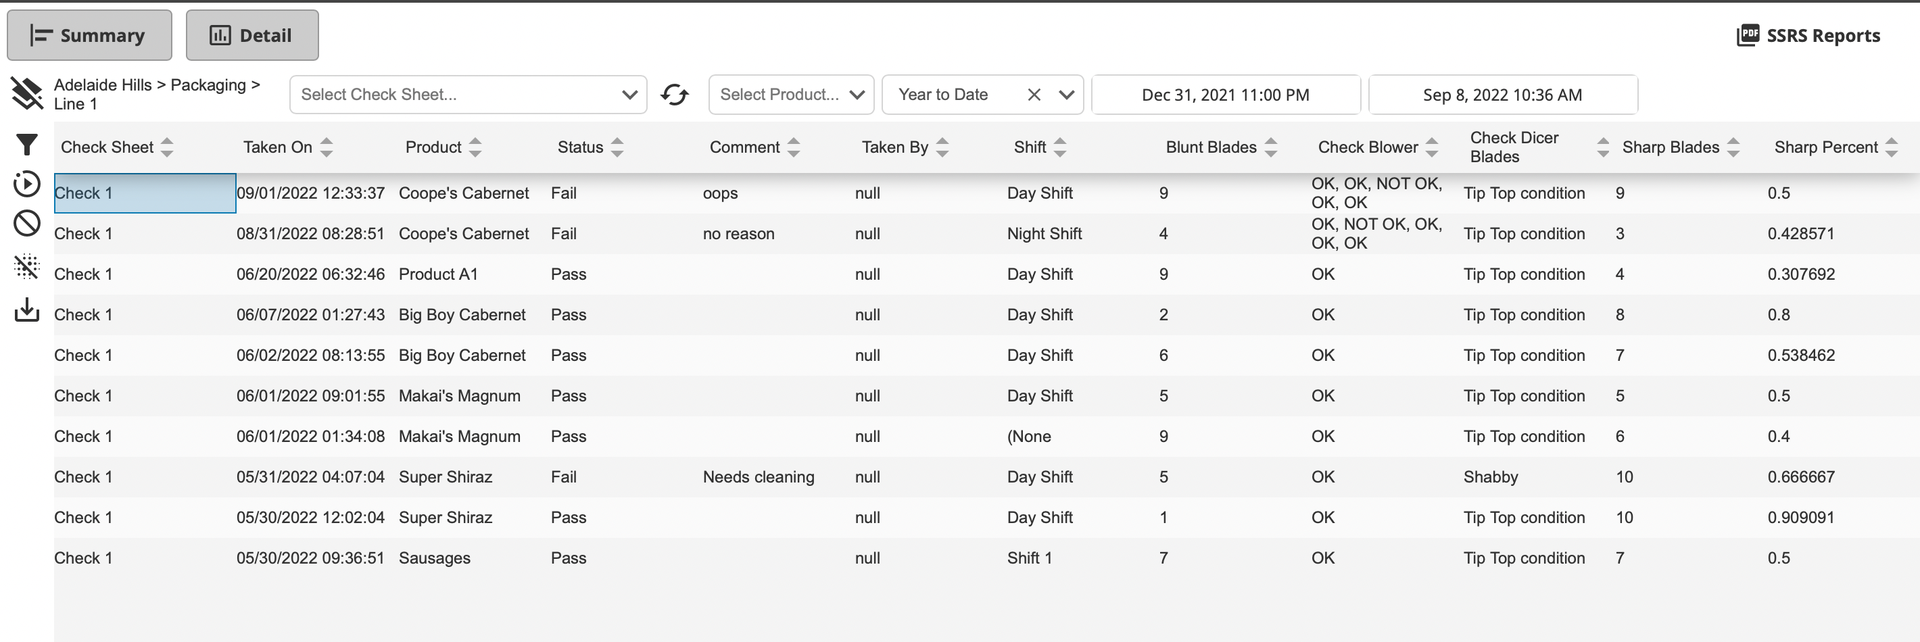 Summary Detail SSRS Reports
Adelaide Hills > Packaging >
Line 1
Select Check Sheet... Select Product... Year to Date Dec 31, 2021 11:00 PM Sep 8, 2022 10:36 AM
Check Sheet Taken On Product Status Comment Taken By Shift Blunt Blades Check Blower Check Dicer Blades Sharp Blades Sharp Percent
Check 1 09/01/2022 12:33:37 Coope's Cabernet Fail oops null Day Shift 9 OK, OK, NOT OK, OK, OK Tip Top condition 9 0.5
Check 1 08/31/2022 08:28:51 Coope's Cabernet Fail no reason null Night Shift 4 OK, NOT OK, OK, OK, OK Tip Top condition 3 0.428571
Check 1 06/20/2022 06:32:46 Product A1 Pass null Day Shift 9 OK Tip Top condition 4 0.307692
Check 1 06/07/2022 01:27:43 Big Boy Cabernet Pass null Day Shift 2 OK Tip Top condition 8 0.8
Check 1 06/02/2022 08:13:55 Big Boy Cabernet Pass null Day Shift 6 OK Tip Top condition 7 0.538462
Check 1 06/01/2022 09:01:55 Makai's Magnum Pass null Day Shift 5 OK Tip Top condition 5 0.5
Check 1 06/01/2022 01:34:08 Makai's Magnum Pass null (None 9 OK Tip Top condition 6 0.4
Check 1 05/31/2022 04:07:04 Super Shiraz Fail Needs cleaning null Day Shift 5 OK Shabby 10 0.666667
Check 1 05/30/2022 12:02:04 Super Shiraz Pass null Day Shift 1 OK Tip Top condition 10 0.909091
Check 1 05/30/2022 09:36:51 Sausages Pass null Shift 1 7 OK Tip Top condition 7 0.5